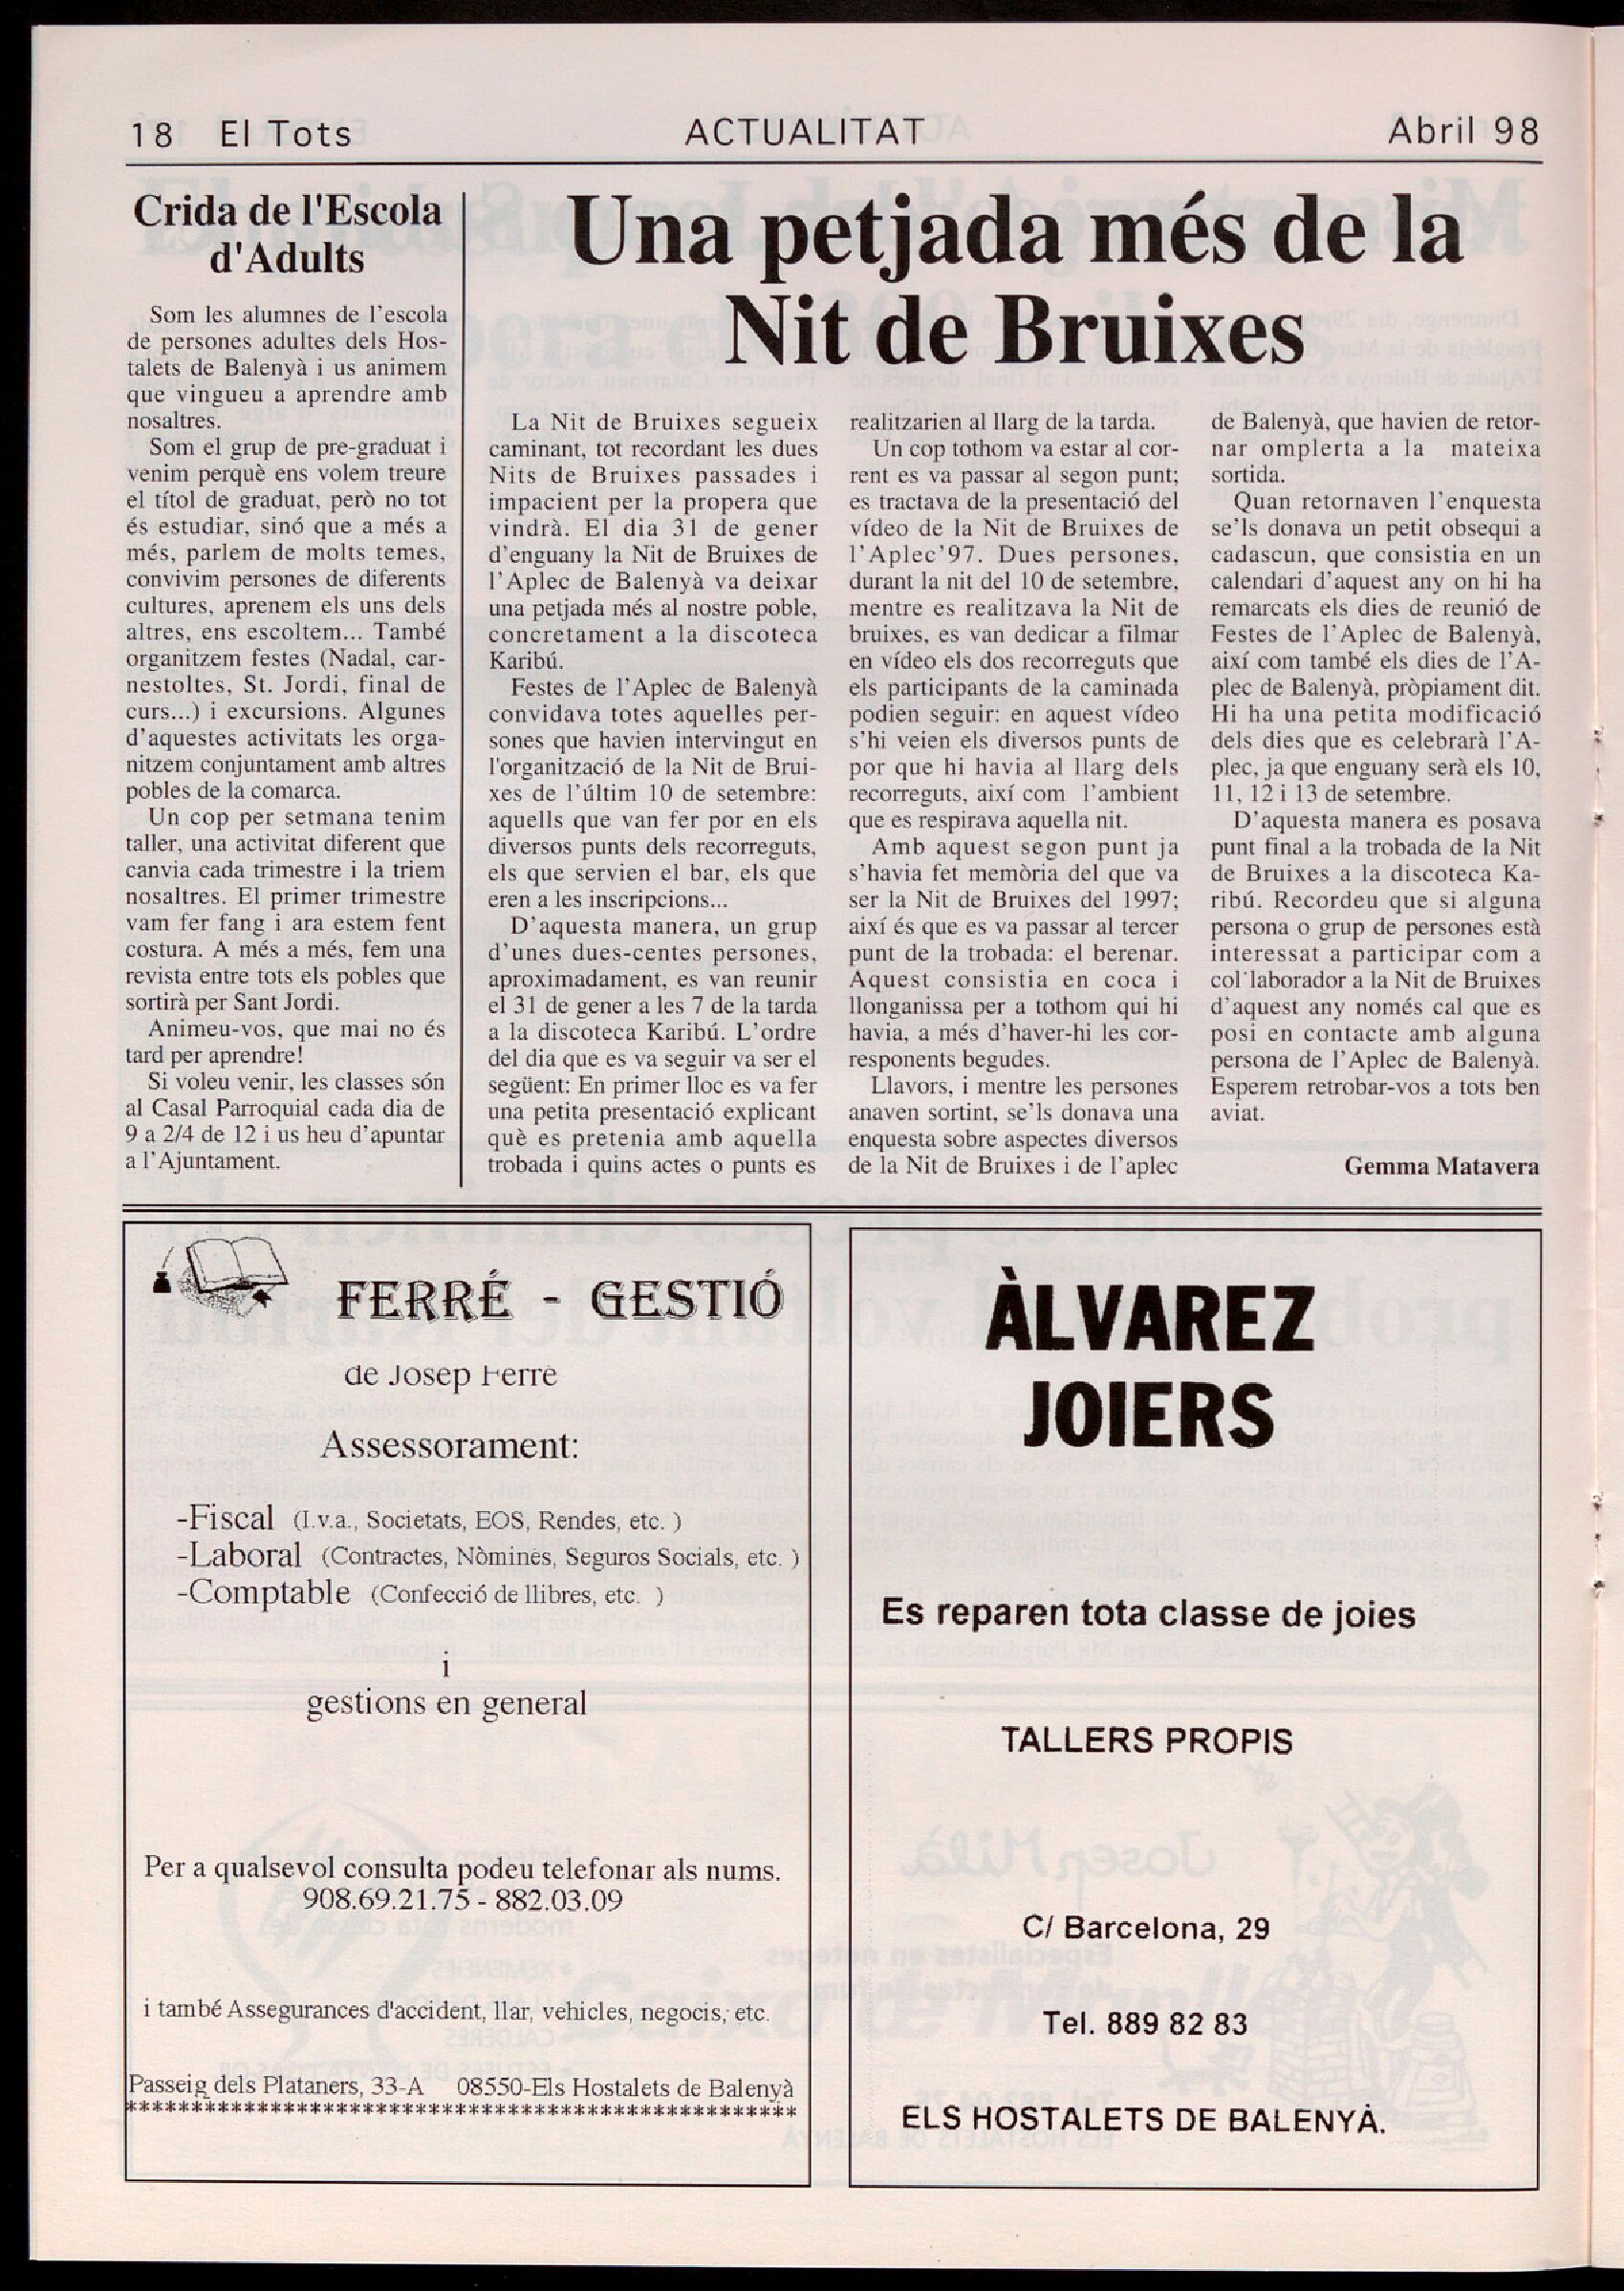 18 El Tots
ACTUALITAT
Abril 98
Crida de l'Escola
d'Adults
Som les alumnes de l'escola
de persones adultes dels Hos-
talets de Balenyà i us animem
que vingueu a aprendre amb
nosaltres.
Som el grup de pre-graduat i
venim perquè ens volem treure
el títol de graduat, però no tot
és estudiar, sinó que a més a
més, parlem de molts temes,
convivim persones de diferents
cultures, aprenem els uns dels
altres, ens escoltem... També
organitzem festes (Nadal, car-
nestoltes, St. Jordi, final de
curs...) i excursions. Algunes
d'aquestes activitats les orga-
nitzem conjuntament amb altres
pobles de la comarca.
Un cop per setmana tenim
taller, una activitat diferent que
canvia cada trimestre i la triem
nosaltres. El primer trimestre
vam fer fang i ara estem fent
costura. A més a més, fem una
revista entre tots els pobles que
sortirà per Sant Jordi.
Animeu-vos, que mai no és
tard per aprendre!
Si voleu venir, les classes són
al Casal Parroquial cada dia de
9 a 2/4 de 12 i us heu d'apuntar
a l'Ajuntament.
Una petjada més de la
Nit de Bruixes
La Nit de Bruixes segueix
caminant, tot recordant les dues
Nits de Bruixes passades i
impacient per la propera que
vindrà. El dia 31 de gener
d'enguany la Nit de Bruixes de
l'Aplec de Balenyà va deixar
una petjada més al nostre poble,
concretament a la discoteca
Karibú.
Festes de l'Aplec de Balenyà
convidava totes aquelles per-
sones que havien intervingut en
l'organització de la Nit de Brui-
xes de l'últim 10 de setembre:
aquells que van fer por en els
diversos punts dels recorreguts,
els que servien el bar, els que
eren a les inscripcions...
D'aquesta manera, un grup
d'unes dues-centes persones,
aproximadament, es van reunir
el 31 de gener a les 7 de la tarda
a la discoteca Karibú. L'ordre
del dia que es va seguir va ser el
següent: En primer lloc es va fer
una petita presentació explicant
què es pretenia amb aquella
trobada i quins actes o punts es
realitzarien al llarg de la tarda.
Un cop tothom va estar al cor-
rent es va passar al segon punt;
es tractava de la presentació del
vídeo de la Nit de Bruixes de
l'Aplec'97. Dues persones,
durant la nit del 10 de setembre,
mentre es realitzava la Nit de
bruixes, es van dedicar a filmar
en vídeo els dos recorreguts que
els participants de la caminada
podien seguir: en aquest vídeo
s'hi veien els diversos punts de
por que hi havia al llarg dels
recorreguts, així com l'ambient
que es respirava aquella nit.
Amb aquest segon punt ja
s'havia fet memòria del que va
ser la Nit de Bruixes del 1997;
així és que es va passar al tercer
punt de la trobada: el berenar.
Aquest consistia en coca i
llonganissa per a tothom qui hi
havia, a més d'haver-hi les cor-
responents begudes.
Llavors, i mentre les persones
anaven sortint, se'ls donava una
enquesta sobre aspectes diversos
de la Nit de Bruixes i de l'aplec
de Balenyà, que havien de retor-
nar omplerta a la mateixa
sortida.
Quan retornaven l'enquesta
se'ls donava un petit obsequi a
cadascun, que consistia en un
calendari d'aquest any on hi ha
remarcats els dies de reunió de
Festes de l'Aplec de Balenyà,
així com també els dies de l'A-
plec de Balenyà, pròpiament dit.
Hi ha una petita modificació
dels dies que es celebrarà l'A-
plec, ja que enguany serà els 10,
11, 12 i 13 de setembre.
D'aquesta manera es posava
punt final a la trobada de la Nit
de Bruixes a la discoteca Ka-
ribú. Recordeu que si alguna
persona o grup de persones està
interessat a participar com a
col·laborador a la Nit de Bruixes
d'aquest any només cal que es
posi en contacte amb alguna
persona de l'Aplec de Balenyà.
Esperem retrobar-vos a tots ben
aviat.
Gemma Matavera
FERRÉ - GESTIÓ
de Josep Ferré
Assessorament:
-Fiscal (I.v.a., Societats, EOS, Rendes, etc. )
-Laboral (Contractes, Nòmines, Seguros Socials, etc. )
-Comptable (Confecció de llibres, etc. )
i
gestions en general
Per a qualsevol consulta podeu telefonar als nums.
908.69.21.75 - 882.03.09
i també Assegurances d'accident, llar, vehicles, negocis, etc.
Passeig dels Plataners, 33-A 08550-Els Hostalets de Balenyà
****************************************************
ÀLVAREZ
JOIERS
Es reparen tota classe de joies
TALLERS PROPIS
C/ Barcelona, 29
Tel. 889 82 83
ELS HOSTALETS DE BALENYÀ.